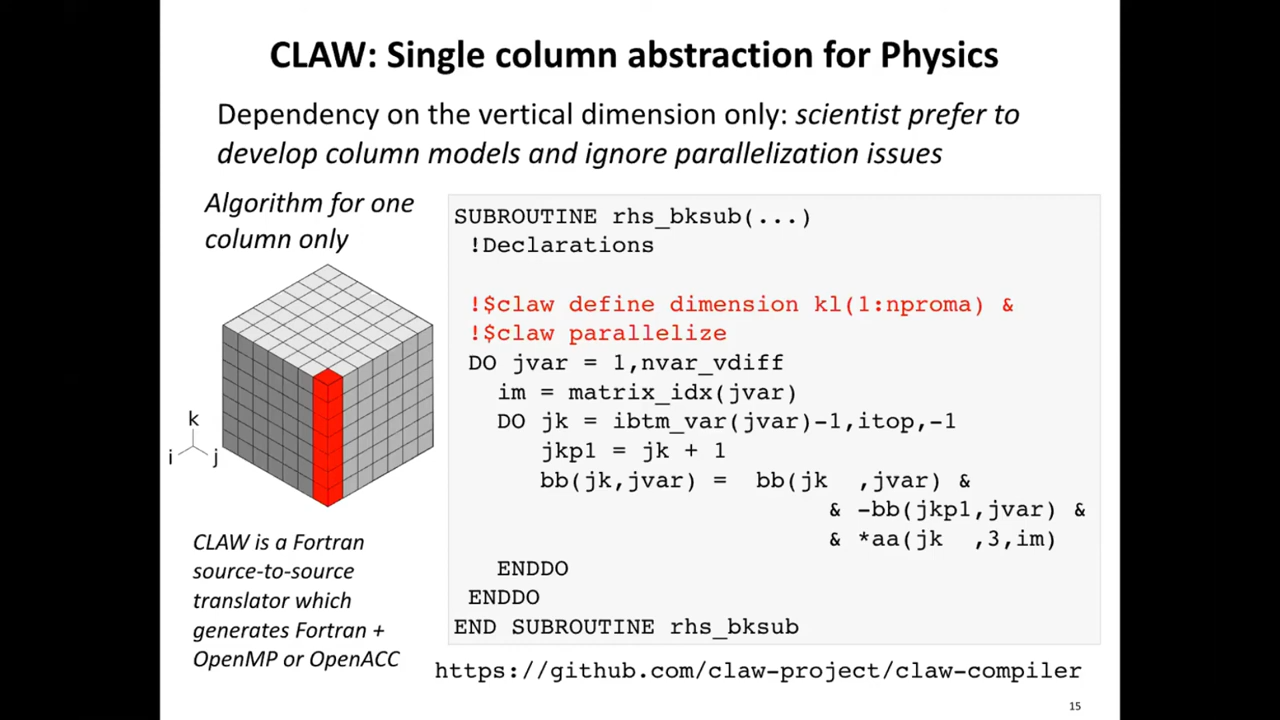 CLAW: Single column abstraction for Physics
Dependency on the vertical dimension only: scientist prefer to
develop column models and ignore parallelization issues
Algorithm for one
column only
k
i
j
CLAW is a Fortran
source-to-source
translator which
generates Fortran +
OpenMP or OpenACC
SUBROUTINE rhs_bksub(...)
!Declarations
!$claw define dimension kl(1:nproma) &
!$claw parallelize
DO jvar = 1,nvar_vdiff
im = matrix_idx(jvar)
DO jk = ibtm_var(jvar)-1,itop,-1
jkp1 = jk + 1
bb(jk,jvar) = bb(jk ,jvar) &
& -bb(jkp1,jvar) &
& *aa(jk ,3,im)
ENDDO
ENDDO
END SUBROUTINE rhs_bksub
https://github.com/claw-project/claw-compiler
15